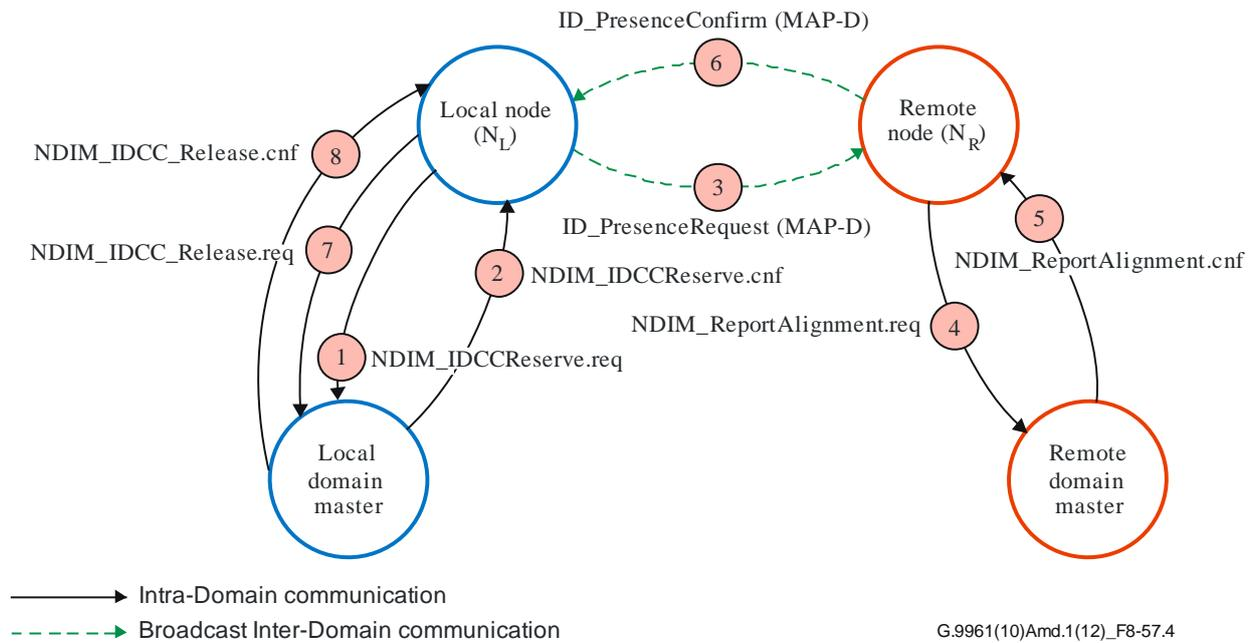 ID_PresenceConfirm (MAP-D)
6
Local node
(NL)
Remote
node (NR)
NDIM_IDCC_Release.cnf
8
3
ID_PresenceRequest (MAP-D)
5
NDIM_IDCC_Release.req
7
NDIM_ReportAlignment.cnf
2
NDIM_IDCCReserve.cnf
NDIM_ReportAlignment.req
4
1
NDIM_IDCCReserve.req
Local
domain
master
Remote
domain
master
Intra-Domain communication
Broadcast Inter-Domain communication
G.9961(10)Amd.1(12)_F8-57.4